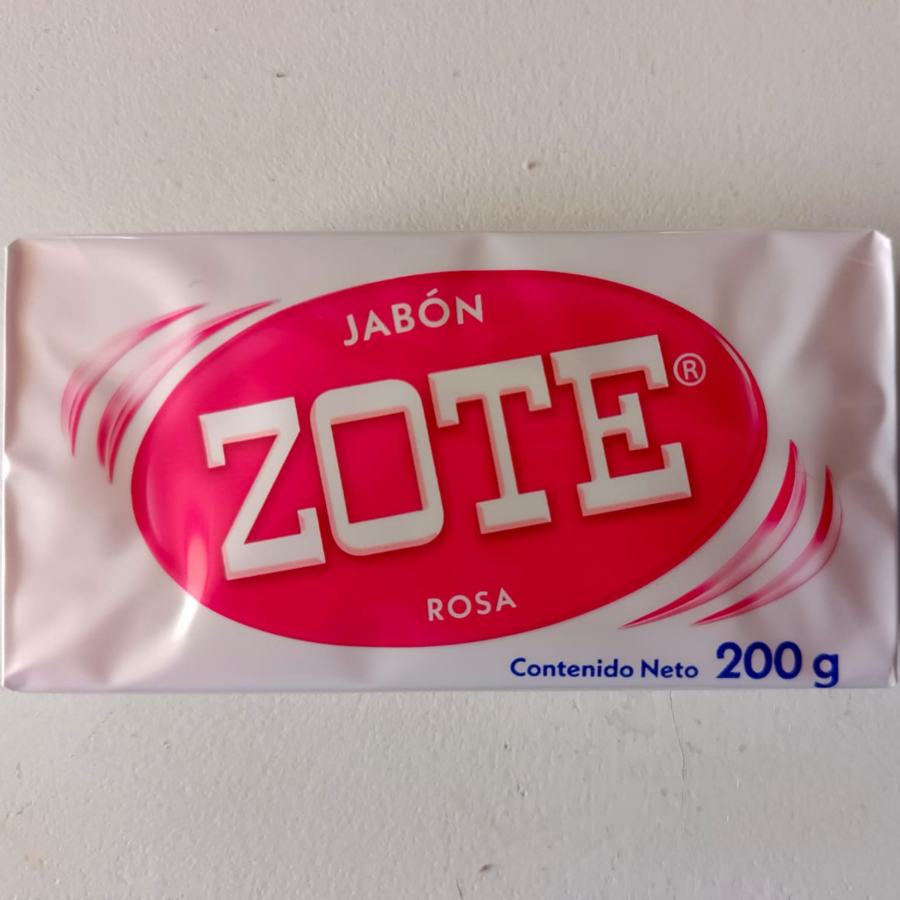 JABÓN
ZOTE®
ROSA
Contenido Neto 200 g